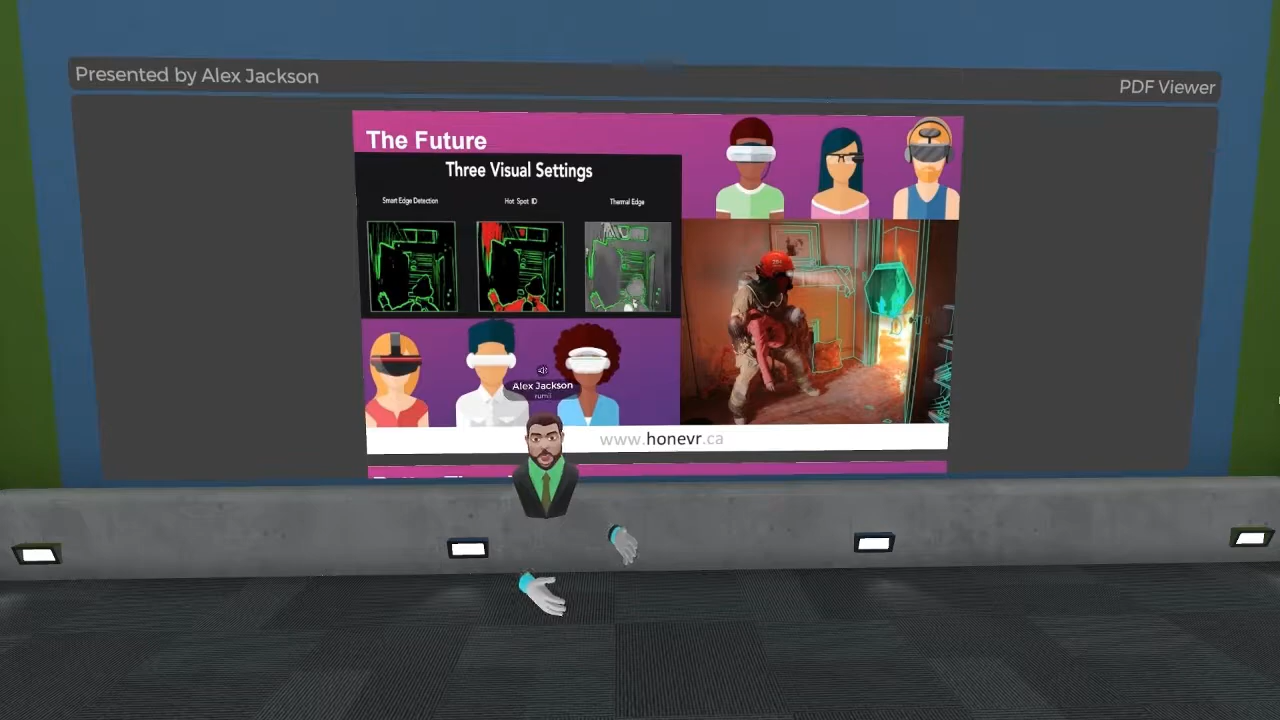 Presented by Alex Jackson
PDF Viewer
The Future
Three Visual Settings
Smart Edge Detection
Hot Spot ID
Thermal Edge
Alex Jackson
rumii
www.honevr.ca